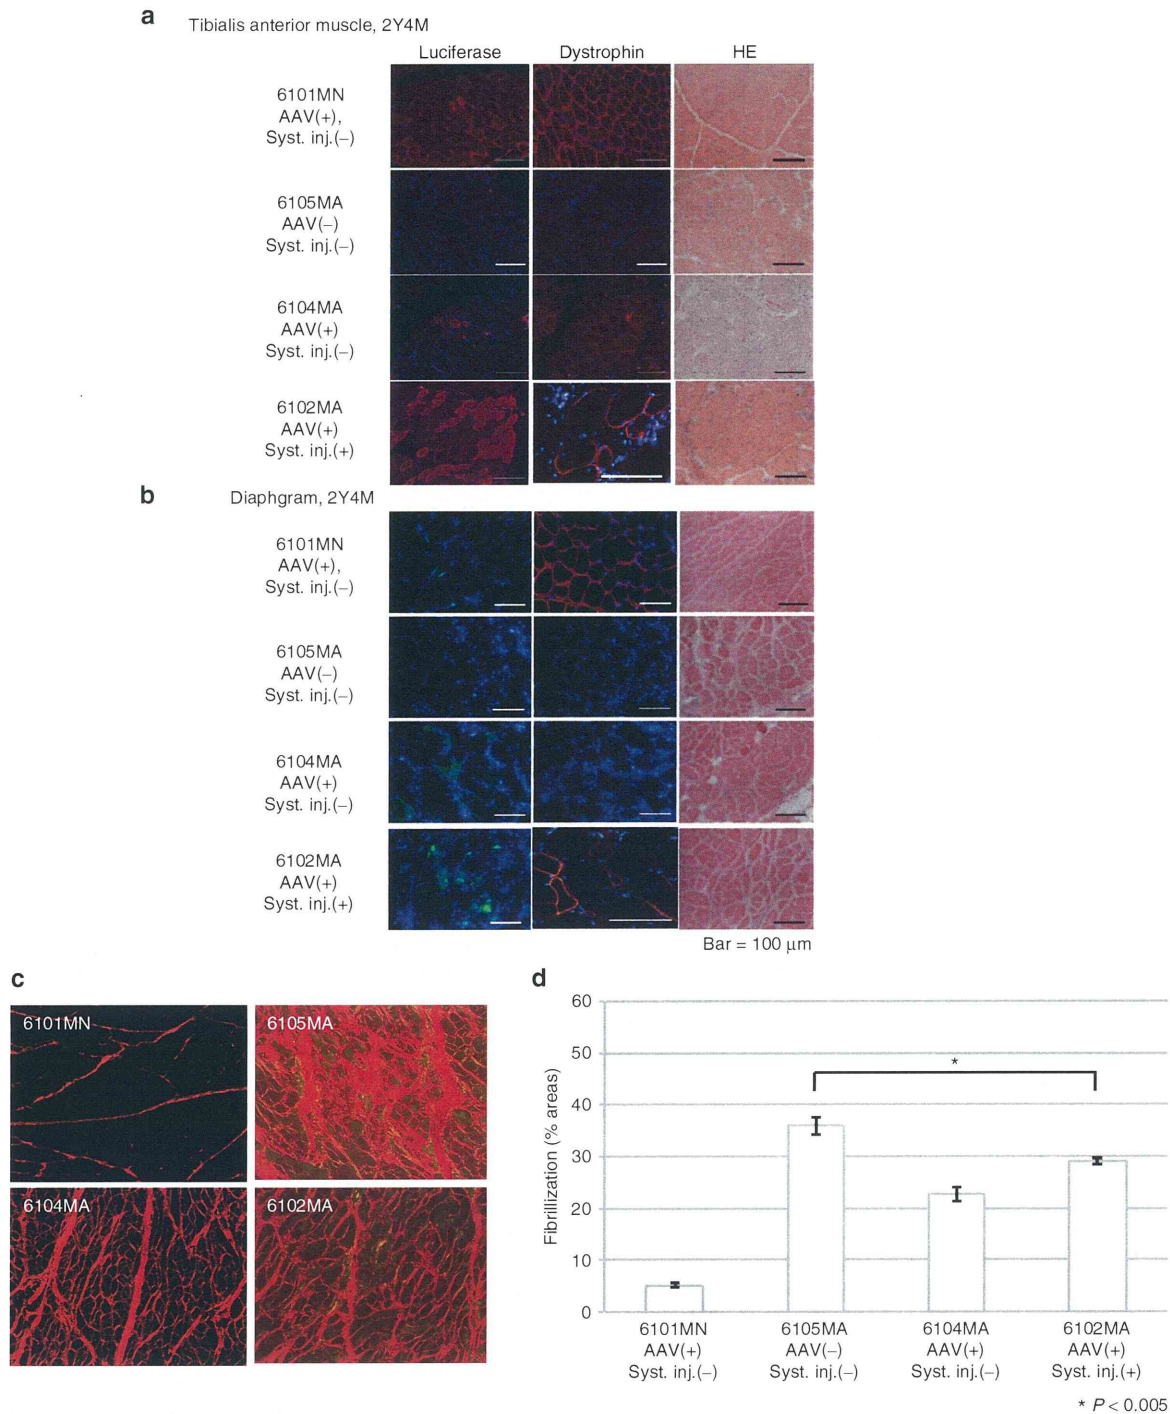 a
Tibialis anterior muscle, 2Y4M
Luciferase
Dystrophin
HE
6101MN
AAV(+),
Syst. inj.(−)
6105MA
AAV(−)
Syst. inj.(−)
6104MA
AAV(+)
Syst. inj.(−)
6102MA
AAV(+)
Syst. inj.(+)
b
Diaphgram, 2Y4M
6101MN
AAV(+),
Syst. inj.(−)
6105MA
AAV(−)
Syst. inj.(−)
6104MA
AAV(+)
Syst. inj.(−)
6102MA
AAV(+)
Syst. inj.(+)
Bar = 100 μm
c
6101MN
6105MA
6104MA
6102MA
d
Fibrillization (% areas)
60
50
40
30
20
10
0
*
6101MN
AAV(+)
Syst. inj.(−)
6105MA
AAV(−)
Syst. inj.(−)
6104MA
AAV(+)
Syst. inj.(−)
6102MA
AAV(+)
Syst. inj.(+)
* P < 0.005